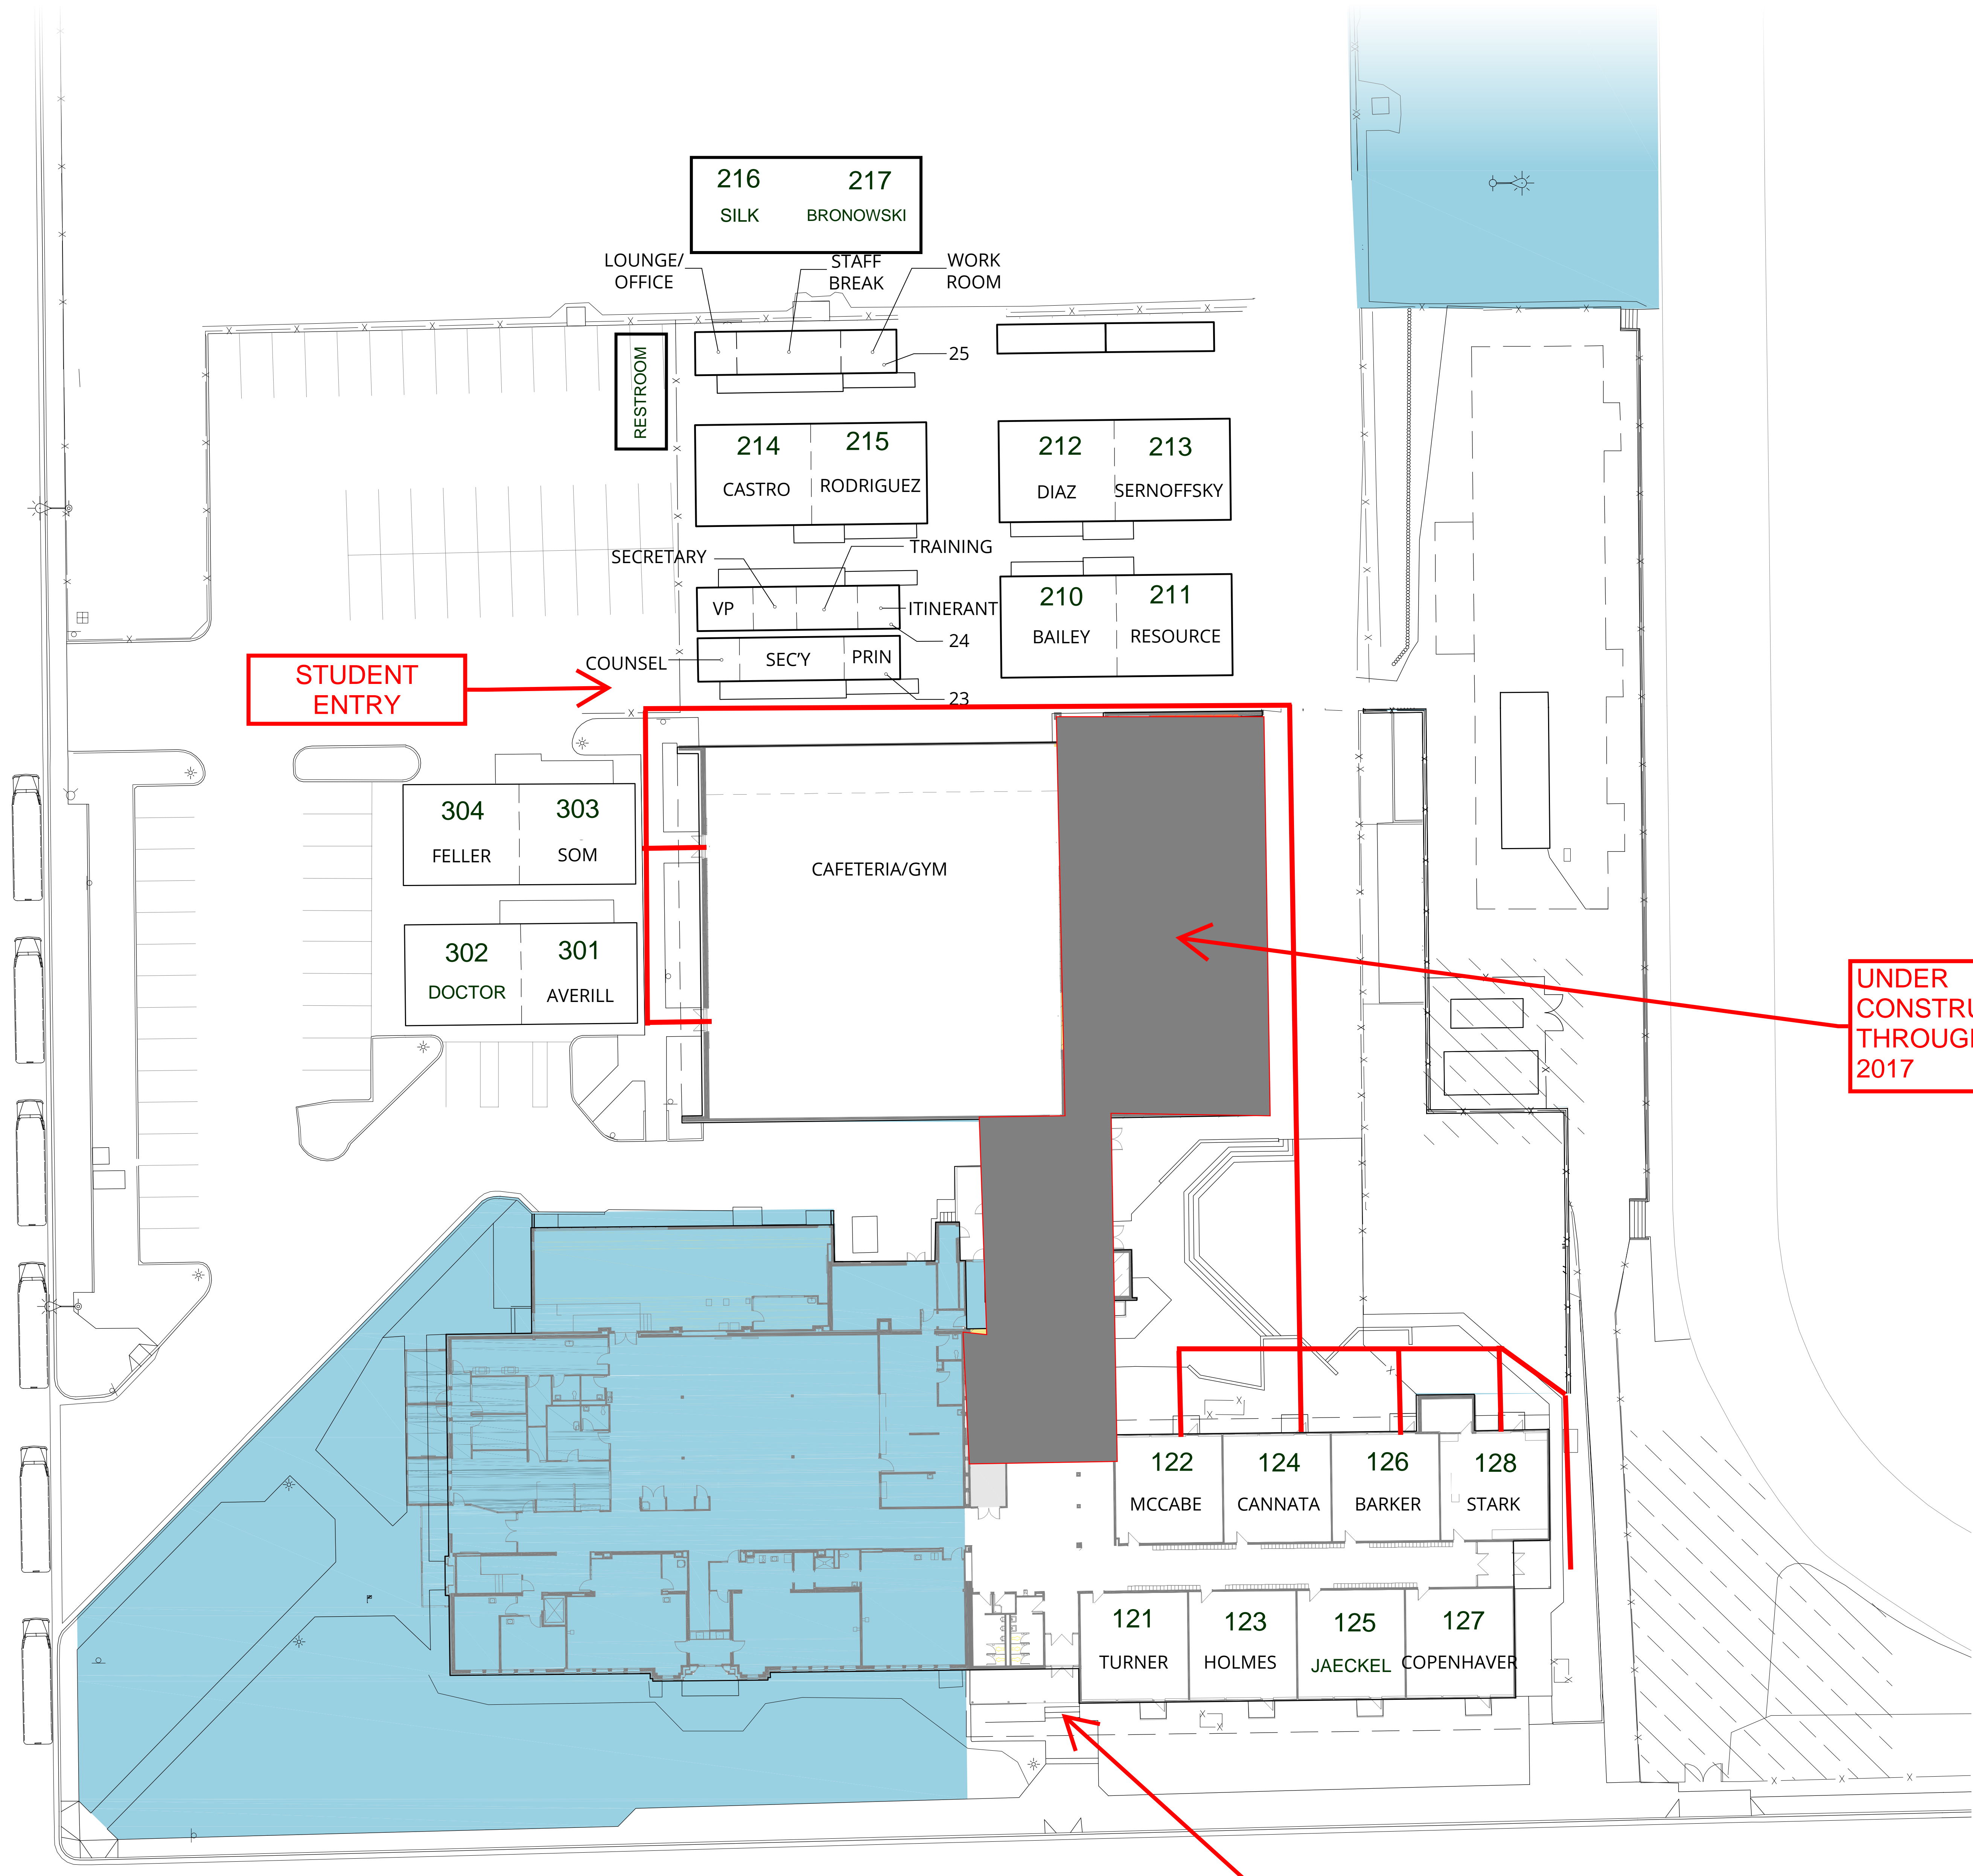 216
217
SILK
BRONOWSKI
LOUNGE/
OFFICE
STAFF
BREAK
WORK
ROOM
25
RESTROOM
214
215
212
213
CASTRO
RODRIGUEZ
DIAZ
SERNOFFSKY
SECRETARY
TRAINING
VP
ITINERANT
24
210
211
BAILEY
RESOURCE
COUNSEL
SEC'Y
PRIN
23
STUDENT
ENTRY
304
303
FELLER
SOM
CAFETERIA/GYM
302
301
DOCTOR
AVERILL
UNDER
CONSTRU
THROUGH
2017
122
124
126
128
MCCABE
CANNATA
BARKER
STARK
121
123
125
127
TURNER
HOLMES
JAECKEL
COPENHAVER